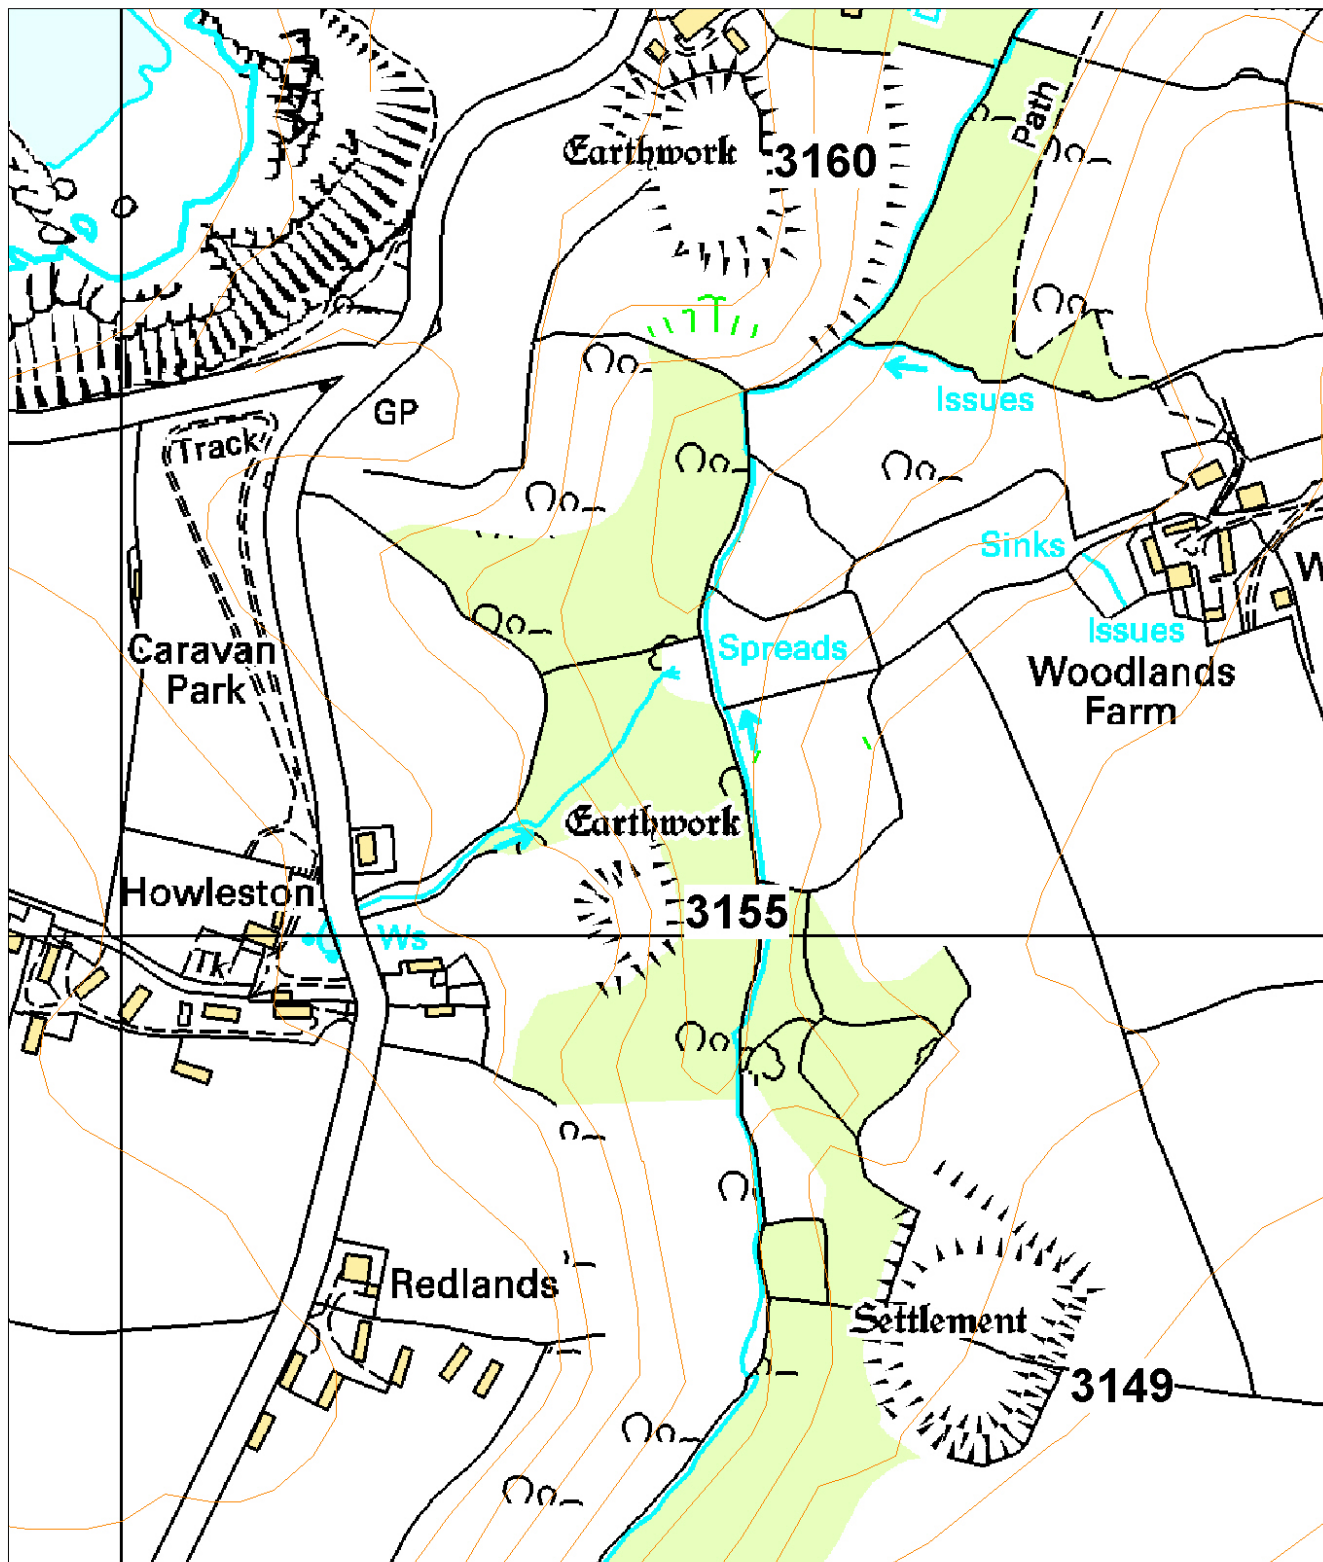 Path
Earthwork
3160
Issues
GP
Track
Sinks
W
Issues
Spreads
Caravan
Park
Woodlands
Farm
Earthwork
Howleston
3155
Ws
Tk
Redlands
Settlement
3149